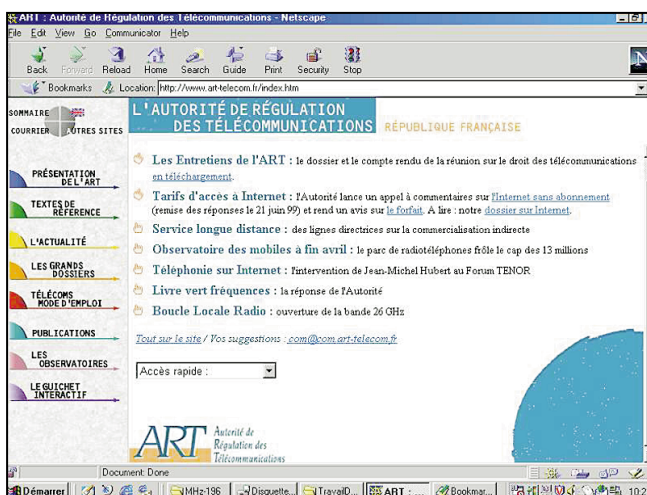 ART : Autorité de Régulation des Télécommunications - Netscape
File Edit View Go Communicator Help
Back Forward Reload Home Search Guide Print Security Stop
N
Bookmarks Location: http://www.art-telecom.fr/index.htm
SOMMAIRE
COURRIER AUTRES SITES
L'AUTORITÉ DE RÉGULATION
DES TÉLÉCOMMUNICATIONS RÉPUBLIQUE FRANÇAISE
PRÉSENTATION
DE L'ART
TEXTES DE
RÉFÉRENCE
L'ACTUALITÉ
LES GRANDS
DOSSIERS
TÉLÉCOMS
MODE D'EMPLOI
PUBLICATIONS
LES
OBSERVATOIRES
LE GUICHET
INTERACTIF
Les Entretiens de l'ART : le dossier et le compte rendu de la réunion sur le droit des télécommunications
en téléchargement.
Tarifs d'accès à Internet : l'Autorité lance un appel à commentaires sur l'Internet sans abonnement
(remise des réponses le 21 juin 99) et rend un avis sur le forfait. A lire : notre dossier sur Internet.
Service longue distance : des lignes directrices sur la commercialisation indirecte
Observatoire des mobiles à fin avril : le parc de radiotéléphones frôle le cap des 13 millions
Téléphonie sur Internet : l'intervention de Jean-Michel Hubert au Forum TENOR
Livre vert fréquences : la réponse de l'Autorité
Boucle Locale Radio : ouverture de la bande 26 GHz
Tout sur le site / Vos suggestions : com@com.art-telecom.fr
Accès rapide :
ART Autorité de
Régulation des
Télécommunications
Document: Done
Démarrer MHz-196 Disquette... TravailD... ART : ... Bookmar... 10:2